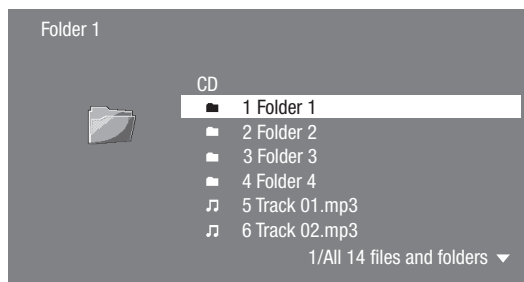 Folder 1
CD
1 Folder 1
2 Folder 2
3 Folder 3
4 Folder 4
5 Track 01.mp3
6 Track 02.mp3
1/All 14 files and folders ▼